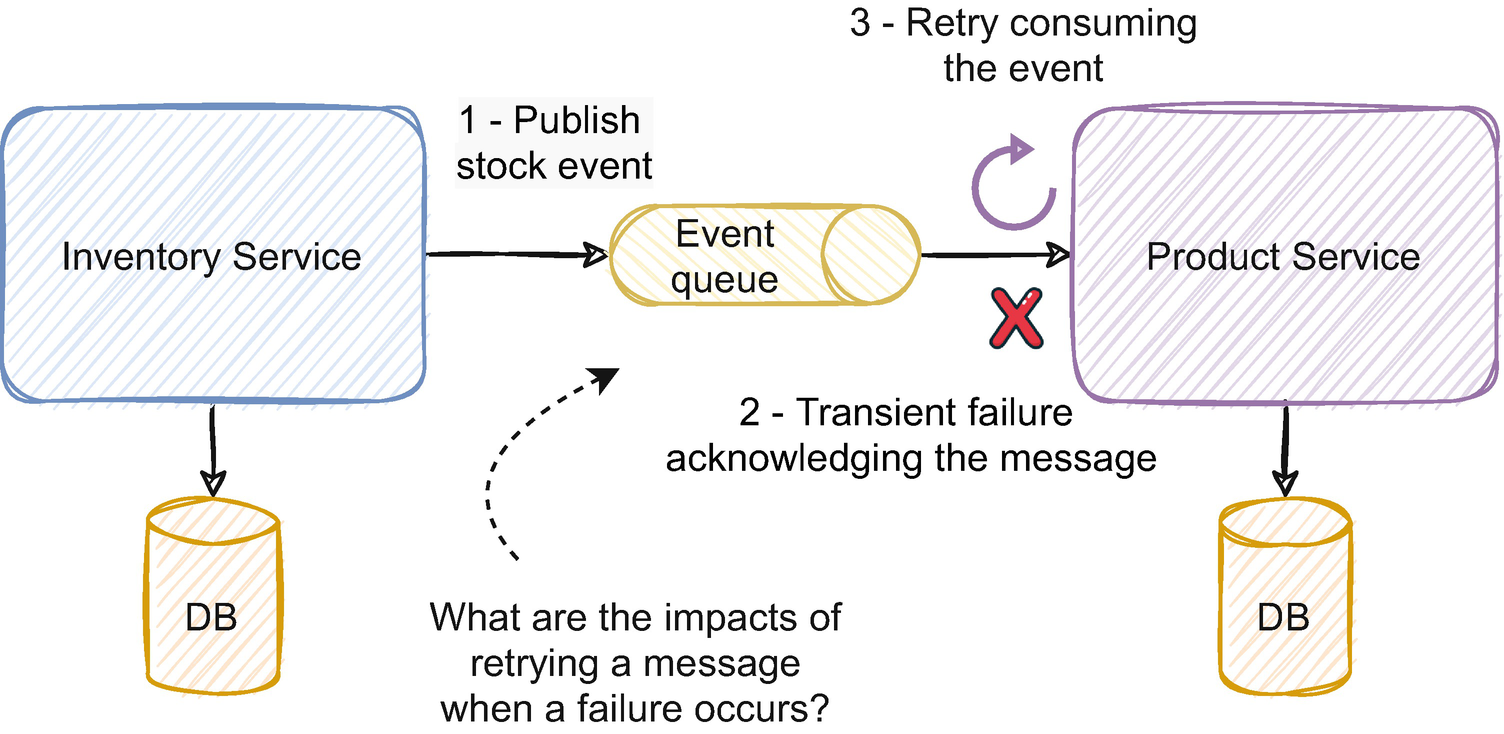 3 - Retry consuming
the event
1 - Publish
stock event
Inventory Service
Event
queue
Product Service
2 - Transient failure
acknowledging the message
DB
What are the impacts of
retrying a message
when a failure occurs?
DB